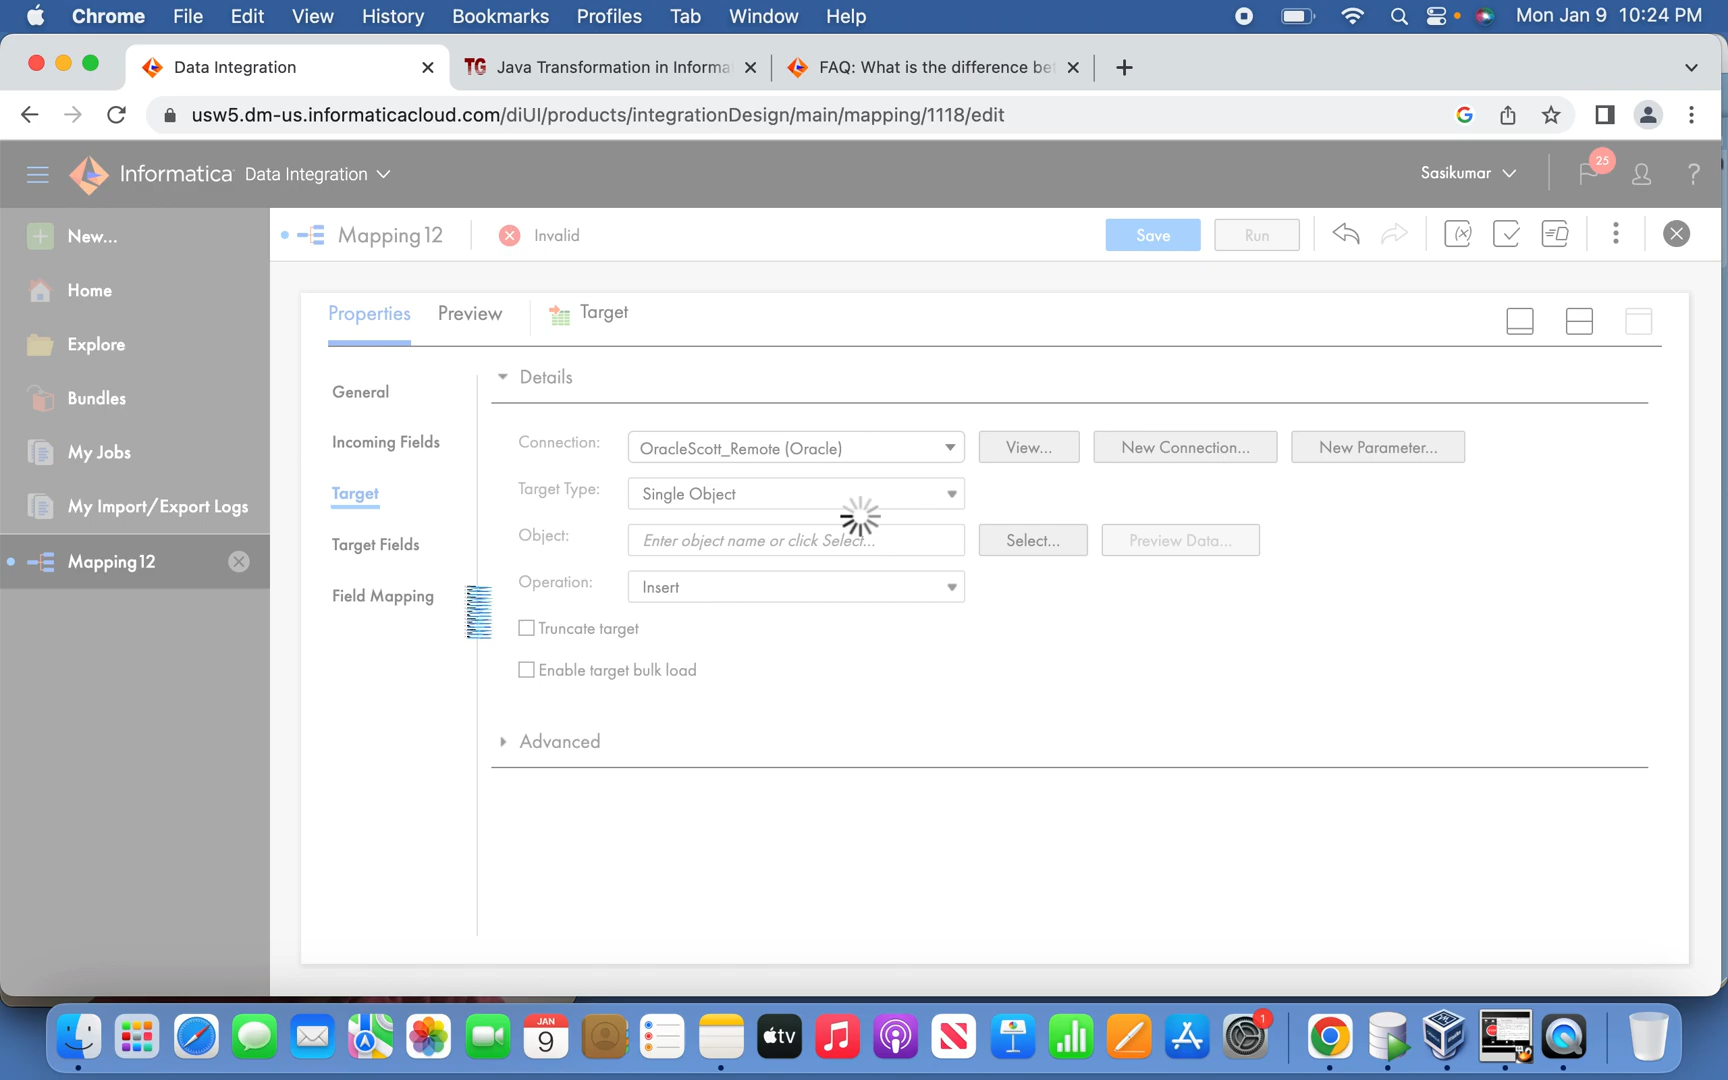 Chrome File Edit View History Bookmarks Profiles Tab Window Help Mon Jan 9 10:24 PM
Data Integration TG Java Transformation in Informa FAQ: What is the difference be
usw5.dm-us.informaticacloud.com/diUI/products/integrationDesign/main/mapping/1118/edit
Informatica Data Integration Sasikumar 25 ?
New... Mapping12 Invalid Save Run
Home
Properties Preview Target
Explore
Details
General
Bundles
Incoming Fields Connection: OracleScott_Remote (Oracle) View... New Connection... New Parameter...
My Jobs
Target Target Type: Single Object
My Import/Export Logs
Target Fields Object: Enter object name or click Select... Select... Preview Data...
Mapping12
Field Mapping Operation: Insert
Truncate target
Enable target bulk load
Advanced
JAN
9
tv
1